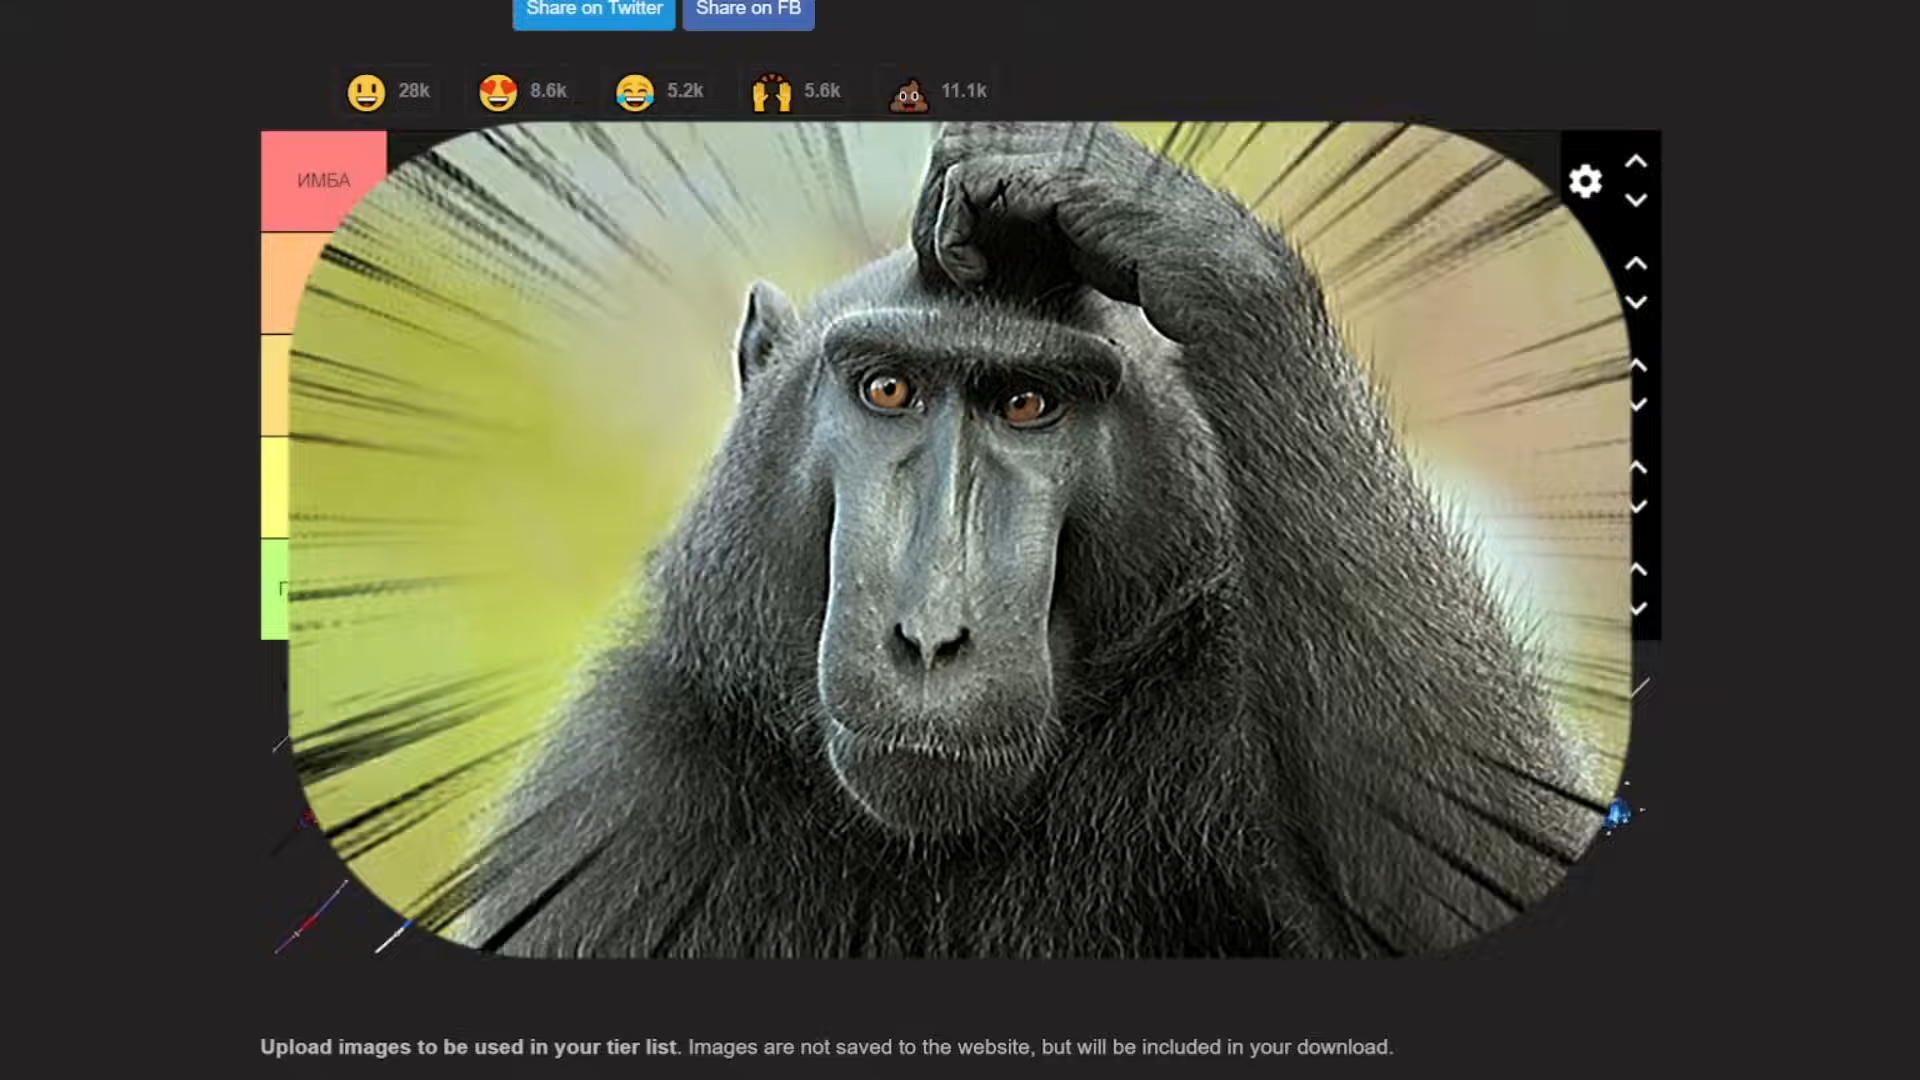 Share on Twitter
Share on FB
28k
8.6k
5.2k
5.6k
11.1k
ИМБА
Upload images to be used in your tier list. Images are not saved to the website, but will be included in your download.